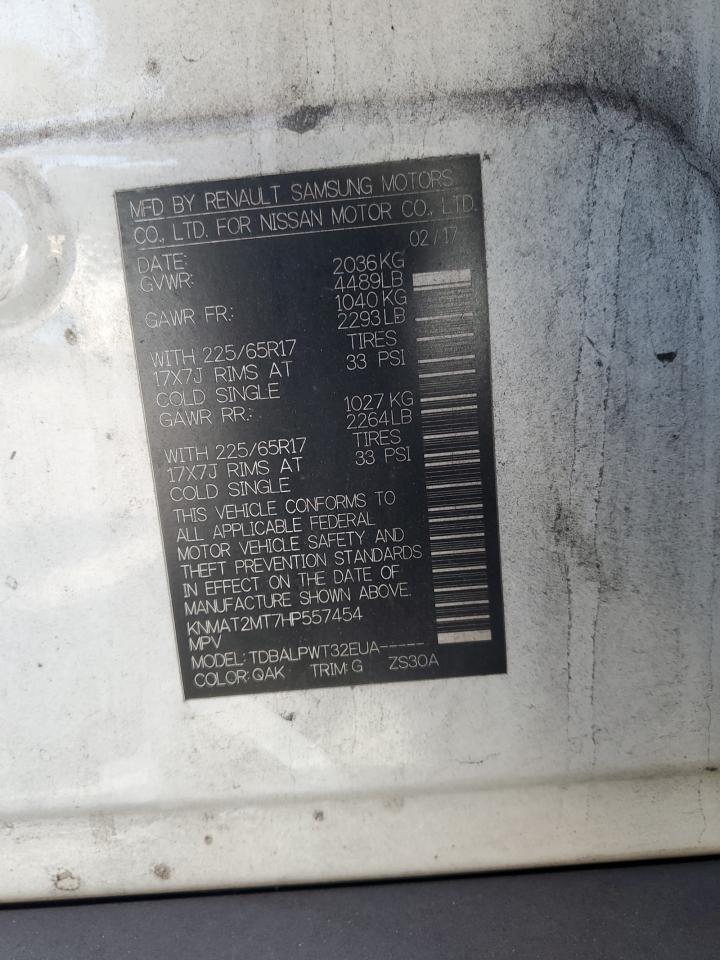 MFD BY RENAULT SAMSUNG MOTORS
CO., LTD. FOR NISSAN MOTOR CO., LTD.
DATE: 02/17
GVWR: 2036KG
4489LB
GAWR FR.: 1040KG
2293LB
WITH 225/65R17 TIRES
17X7J RIMS AT 33 PSI
COLD SINGLE
GAWR RR.: 1027 KG
2264LB
WITH 225/65R17 TIRES
17X7J RIMS AT 33 PSI
COLD SINGLE
THIS VEHICLE CONFORMS TO
ALL APPLICABLE FEDERAL
MOTOR VEHICLE SAFETY AND
THEFT PREVENTION STANDARDS
IN EFFECT ON THE DATE OF
MANUFACTURE SHOWN ABOVE.
KNMAT2MT7HP557454
MPV
MODEL: TDBALPWT32EUA-----
COLOR: QAK TRIM: G ZS30A